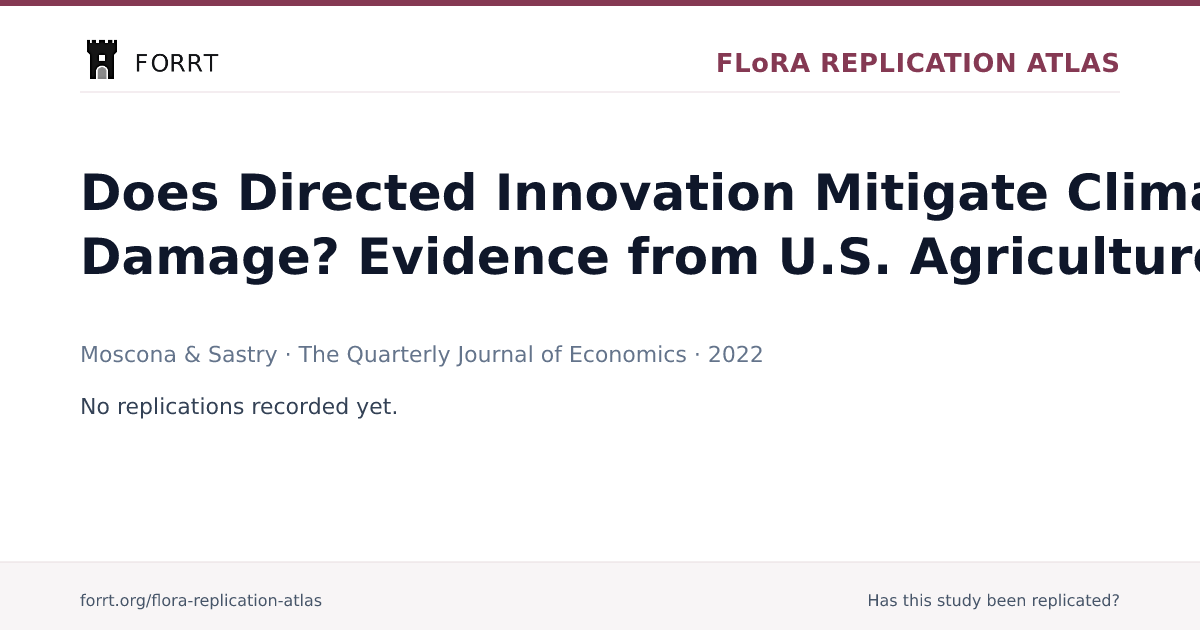 FORRT
FLoRA REPLICATION ATLAS
Does Directed Innovation Mitigate Clima
Damage? Evidence from U.S. Agriculture
Moscona & Sastry · The Quarterly Journal of Economics · 2022
No replications recorded yet.
forrt.org/flora-replication-atlas
Has this study been replicated?